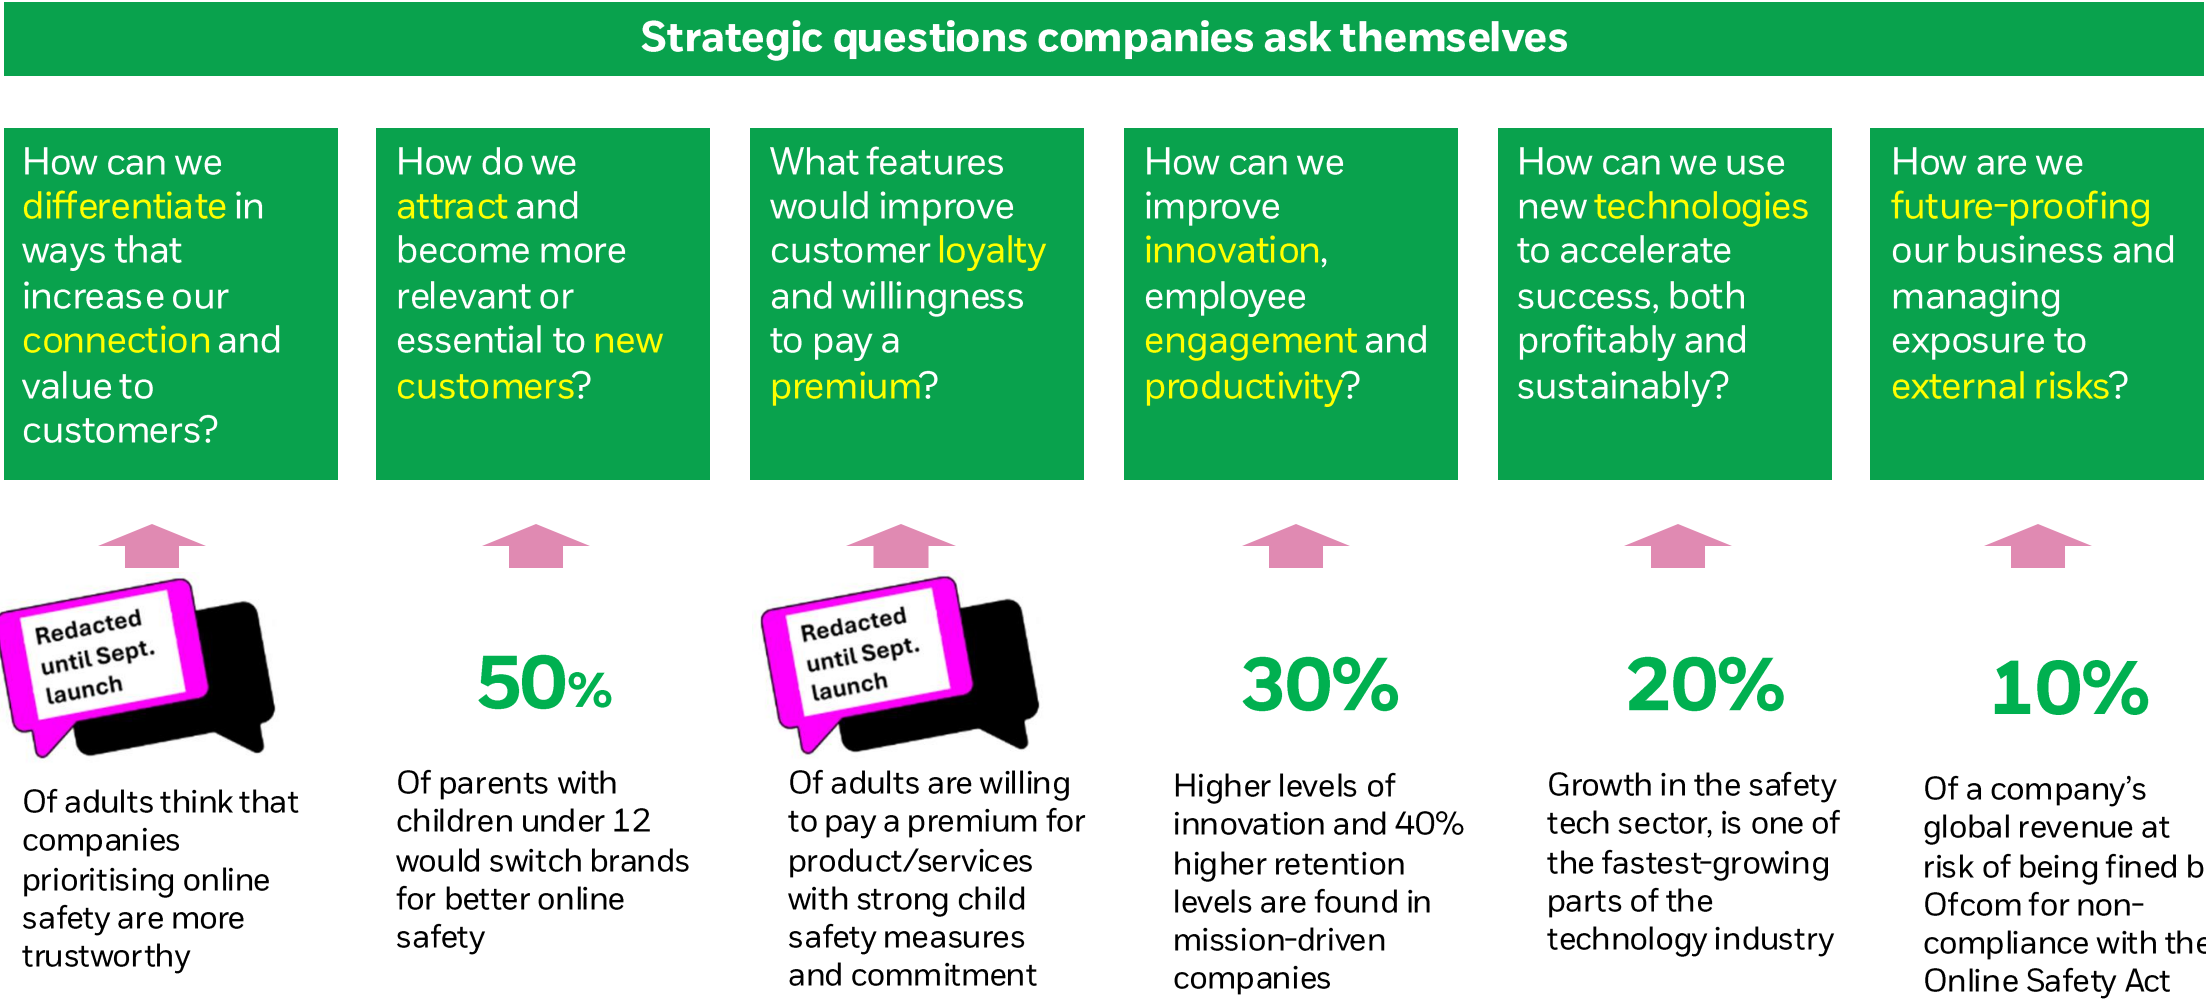 Strategic questions companies ask themselves
How can we
differentiate in
ways that
increase our
connection and
value to
customers?
How do we
attract and
become more
relevant or
essential to new
customers?
What features
would improve
customer loyalty
and willingness
to pay a
premium?
How can we
improve
innovation,
employee
engagement and
productivity?
How can we use
new technologies
to accelerate
success, both
profitably and
sustainably?
How are we
future-proofing
our business and
managing
exposure to
external risks?
Redacted
until Sept.
launch
Of adults think that
companies
prioritising online
safety are more
trustworthy
50%
Of parents with
children under 12
would switch brands
for better online
safety
Redacted
until Sept.
launch
Of adults are willing
to pay a premium for
product/services
with strong child
safety measures
and commitment
30%
Higher levels of
innovation and 40%
higher retention
levels are found in
mission-driven
companies
20%
Growth in the safety
tech sector, is one of
the fastest-growing
parts of the
technology industry
10%
Of a company's
global revenue at
risk of being fined b
Ofcom for non-
compliance with the
Online Safety Act